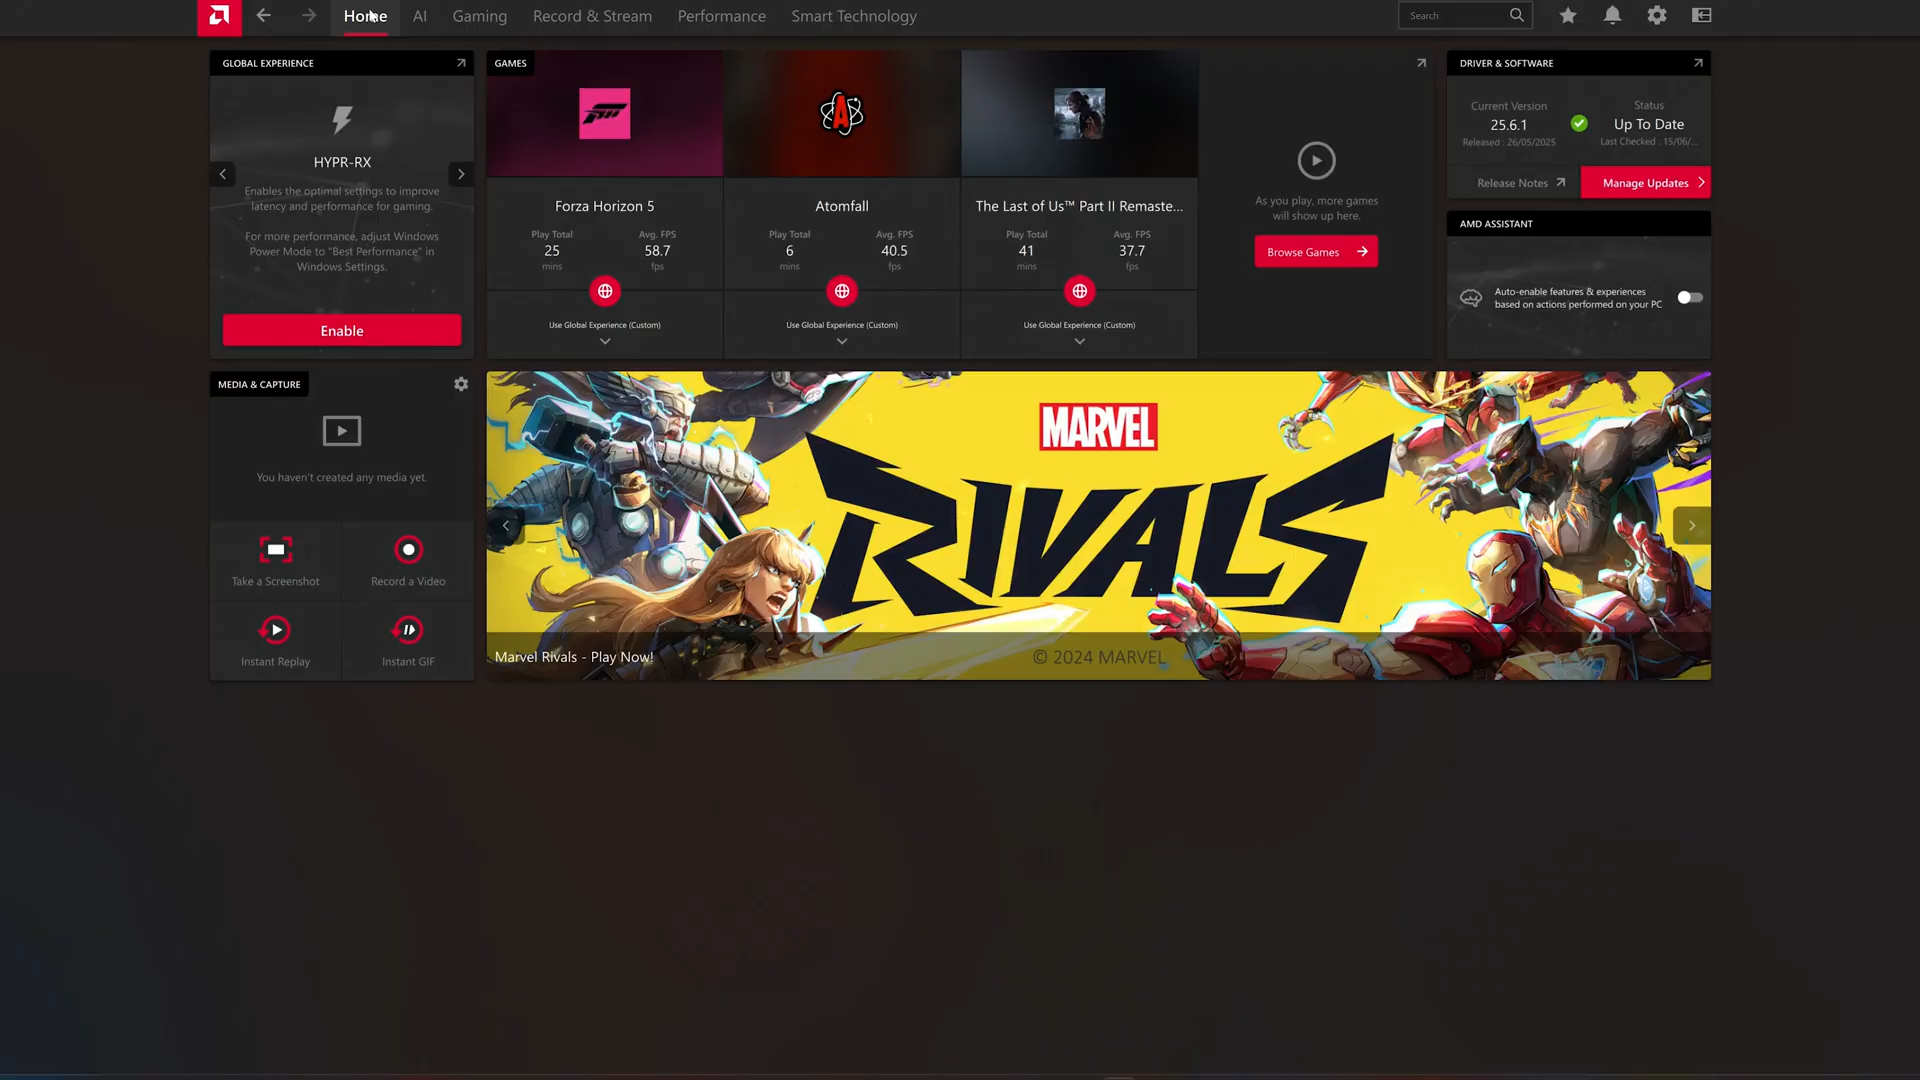 Home
AI
Gaming
Record & Stream
Performance
Smart Technology
Search
GLOBAL EXPERIENCE
HYPR-RX
Enables the optimal settings to improve
latency and performance for gaming.
For more performance, adjust Windows
Power Mode to "Best Performance" in
Windows Settings.
Enable
GAMES
Forza Horizon 5
Play Total
25
mins
Avg. FPS
58.7
fps
Use Global Experience (Custom)
Atomfall
Play Total
6
mins
Avg. FPS
40.5
fps
Use Global Experience (Custom)
The Last of Us™ Part II Remaste...
Play Total
41
mins
Avg. FPS
37.7
fps
Use Global Experience (Custom)
As you play, more games
will show up here.
Browse Games
DRIVER & SOFTWARE
Current Version
25.6.1
Released : 26/05/2025
Status
Up To Date
Last Checked : 15/06/...
Release Notes
Manage Updates
AMD ASSISTANT
Auto-enable features & experiences
based on actions performed on your PC
MEDIA & CAPTURE
You haven't created any media yet.
Take a Screenshot
Record a Video
Instant Replay
Instant GIF
MARVEL
RIVALS
Marvel Rivals - Play Now!
© 2024 MARVEL